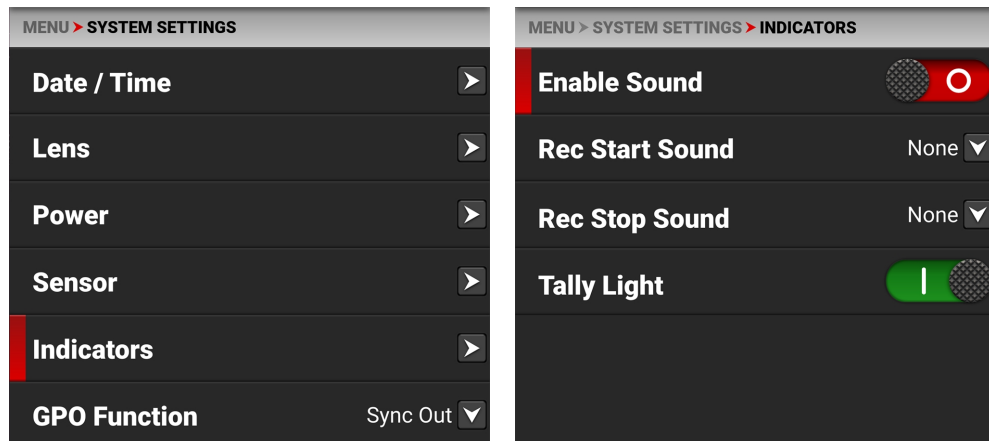 MENU ➤ SYSTEM SETTINGS
Date / Time
Lens
Power
Sensor
Indicators
GPO Function Sync Out
MENU ➤ SYSTEM SETTINGS ➤ INDICATORS
Enable Sound
Rec Start Sound None
Rec Stop Sound None
Tally Light